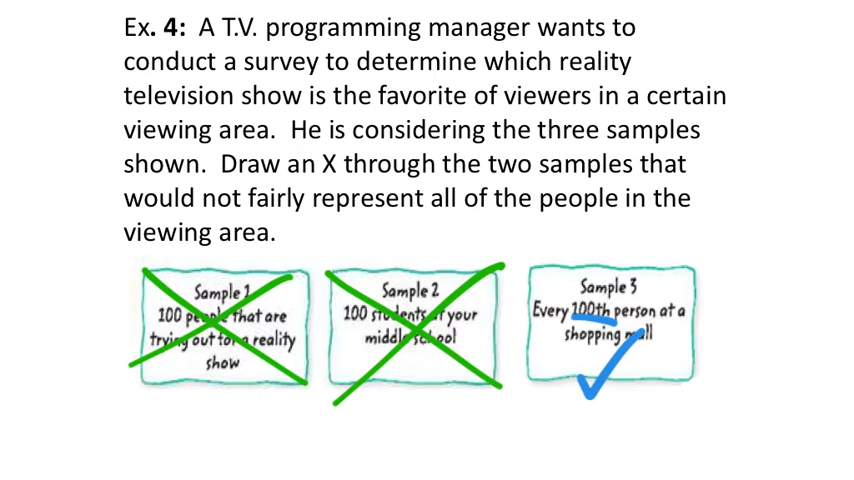 Ex. 4: A T.V. programming manager wants to
conduct a survey to determine which reality
television show is the favorite of viewers in a certain
viewing area. He is considering the three samples
shown. Draw an X through the two samples that
would not fairly represent all of the people in the
viewing area.
Sample 1
100 people that are
trying out for a reality
show
Sample 2
100 students at your
middle school
Sample 3
Every 100th person at a
shopping mall